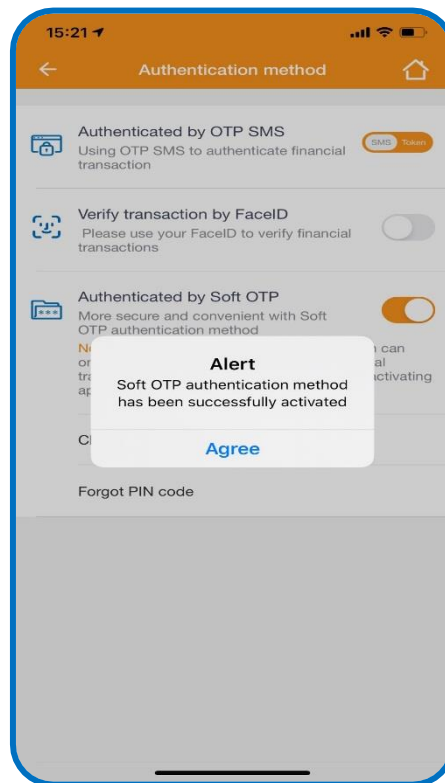 15:21
Authentication method
Authenticated by OTP SMS
Using OTP SMS to authenticate financial
transaction
SMS Token
Verify transaction by FaceID
Please use your FaceID to verify financial
transactions
Authenticated by Soft OTP
More secure and convenient with Soft
OTP authentication method
can
activating
Alert
Soft OTP authentication method
has been successfully activated
Agree
Forgot PIN code